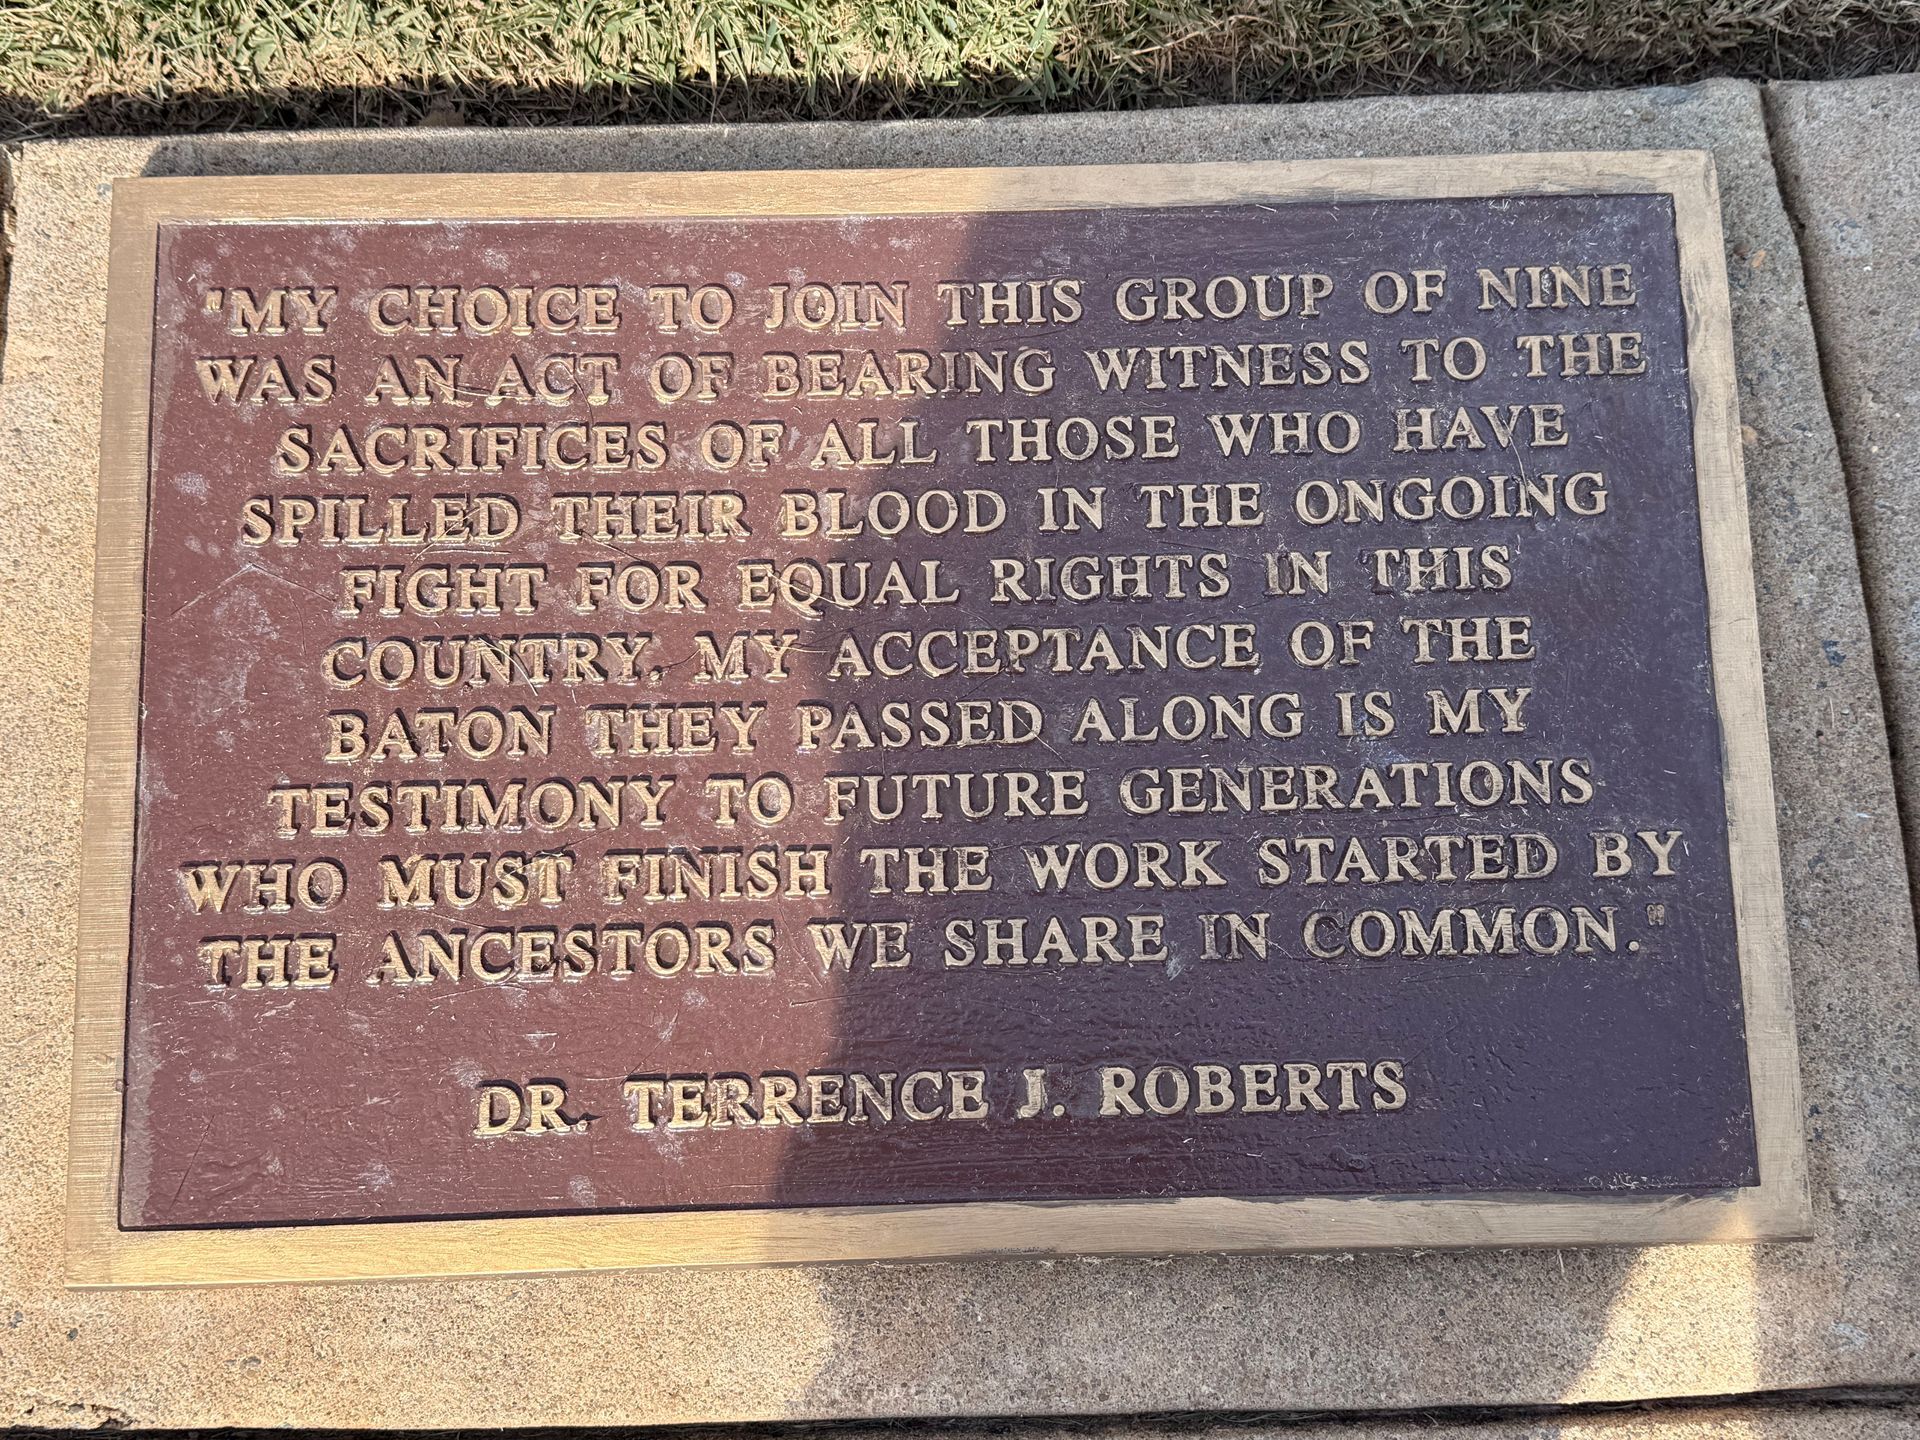 "MY CHOICE TO JOIN THIS GROUP OF NINE
WAS AN ACT OF BEARING WITNESS TO THE
SACRIFICES OF ALL THOSE WHO HAVE
SPILLED THEIR BLOOD IN THE ONGOING
FIGHT FOR EQUAL RIGHTS IN THIS
COUNTRY. MY ACCEPTANCE OF THE
BATON THEY PASSED ALONG IS MY
TESTIMONY TO FUTURE GENERATIONS
WHO MUST FINISH THE WORK STARTED BY
THE ANCESTORS WE SHARE IN COMMON."
DR. TERRENCE J. ROBERTS